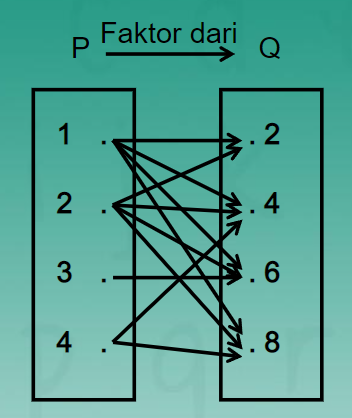 Faktor dari
P Q
1 . . 2
2 . . 4
3 . . 6
4 . . 8